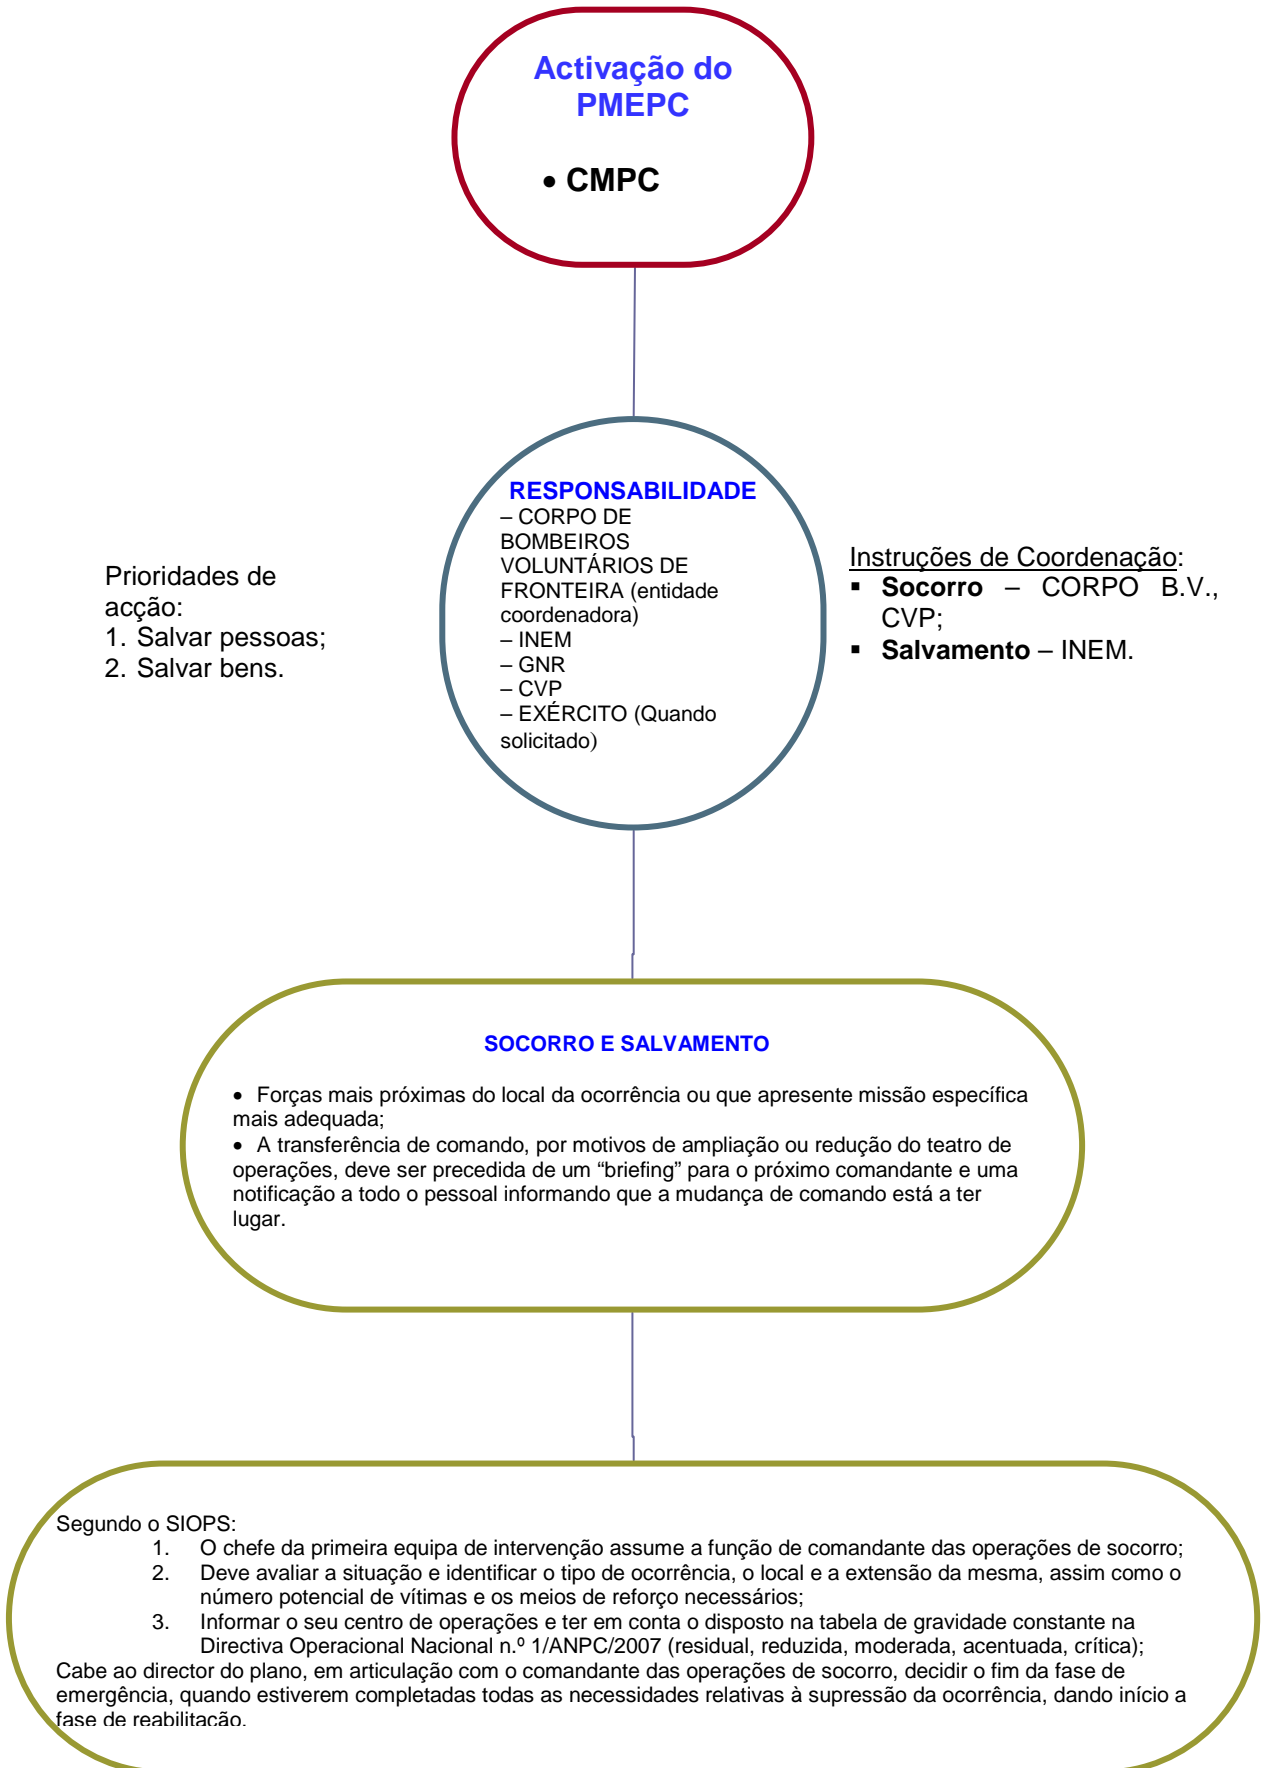 Activação do
PMEPC
• CMPC
RESPONSABILIDADE
– CORPO DE
BOMBEIROS
VOLUNTÁRIOS DE
FRONTEIRA (entidade
coordenadora)
– INEM
– GNR
– CVP
– EXÉRCITO (Quando
solicitado)
Prioridades de
acção:
1. Salvar pessoas;
2. Salvar bens.
Instruções de Coordenação:
▪ Socorro – CORPO B.V.,
CVP;
▪ Salvamento – INEM.
SOCORRO E SALVAMENTO
• Forças mais próximas do local da ocorrência ou que apresente missão específica
mais adequada;
• A transferência de comando, por motivos de ampliação ou redução do teatro de
operações, deve ser precedida de um “briefing” para o próximo comandante e uma
notificação a todo o pessoal informando que a mudança de comando está a ter
lugar.
Segundo o SIOPS:
1. O chefe da primeira equipa de intervenção assume a função de comandante das operações de socorro;
2. Deve avaliar a situação e identificar o tipo de ocorrência, o local e a extensão da mesma, assim como o
número potencial de vítimas e os meios de reforço necessários;
3. Informar o seu centro de operações e ter em conta o disposto na tabela de gravidade constante na
Directiva Operacional Nacional n.º 1/ANPC/2007 (residual, reduzida, moderada, acentuada, crítica);
Cabe ao director do plano, em articulação com o comandante das operações de socorro, decidir o fim da fase de
emergência, quando estiverem completadas todas as necessidades relativas à supressão da ocorrência, dando início a
fase de reabilitação.